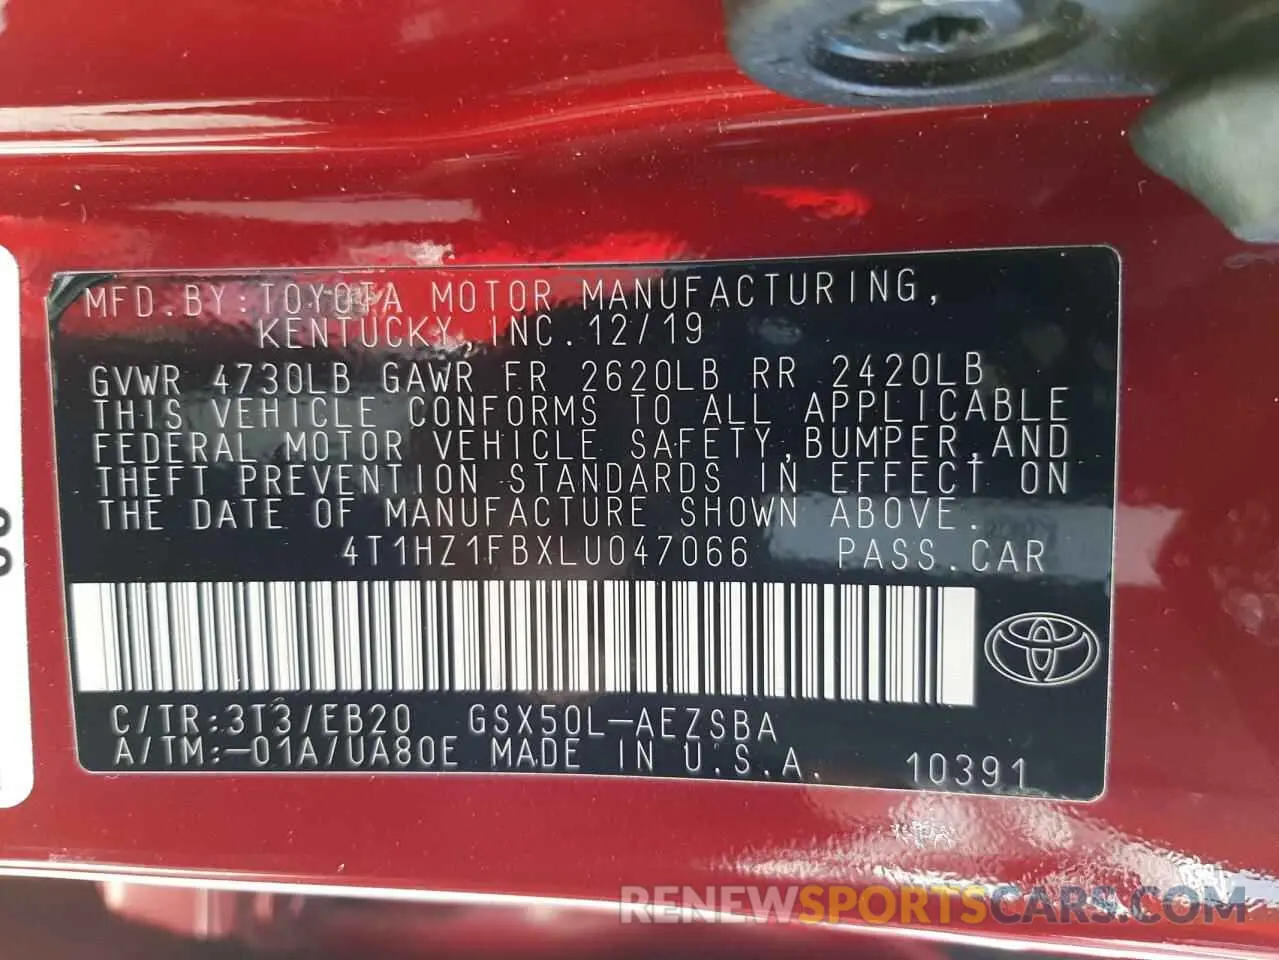 MFD.BY:TOYOTA MOTOR MANUFACTURING,
KENTUCKY,INC.12/19
GVWR 4730LB GAWR FR 2620LB RR 2420LB
THIS VEHICLE CONFORMS TO ALL APPLICABLE
FEDERAL MOTOR VEHICLE SAFETY,BUMPER,AND
THEFT PREVENTION STANDARDS IN EFFECT ON
THE DATE OF MANUFACTURE SHOWN ABOVE.
4T1HZ1FBXLU047066 PASS.CAR
C/TR:3T3/EB20 GSX50L-AEZSBA
A/TM:-01A/UA80E MADE IN U.S.A. 10391
RENEWSPORTSCARS.COM